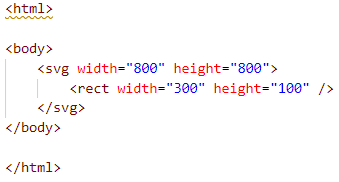 <html>
<body>
<svg width="800" height="800">
<rect width="300" height="100" />
</svg>
</body>
</html>